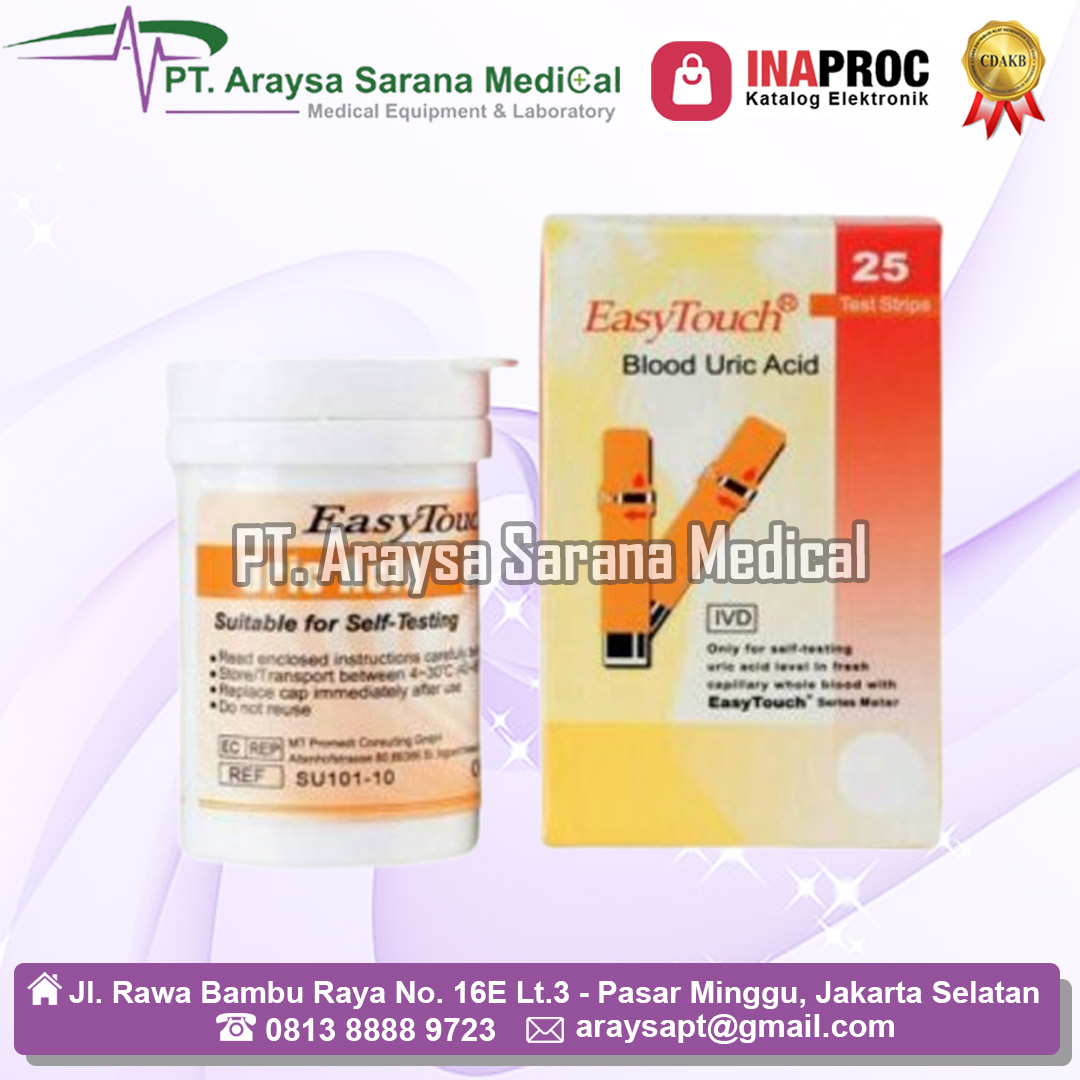 PT. Araysa Sarana Medical
Medical Equipment & Laboratory
INAPROC
Katalog Elektronik
CDAKB
25
Test Strips
EasyTouch®
Blood Uric Acid
EasyTouc
PT. Araysa Sarana Medical
Suitable for Self-Testing
•Read enclosed instructions
•Store/Transport between 4~30°C
•Replace cap immediately after use
•Do not reuse
EC REP MT Promedt Consulting GmbH
REF SU101-10
IVD
Only for self-testing
uric acid level in fresh
capillary whole blood with
EasyTouch® Series Meter
Jl. Rawa Bambu Raya No. 16E Lt.3 - Pasar Minggu, Jakarta Selatan
0813 8888 9723 araysapt@gmail.com